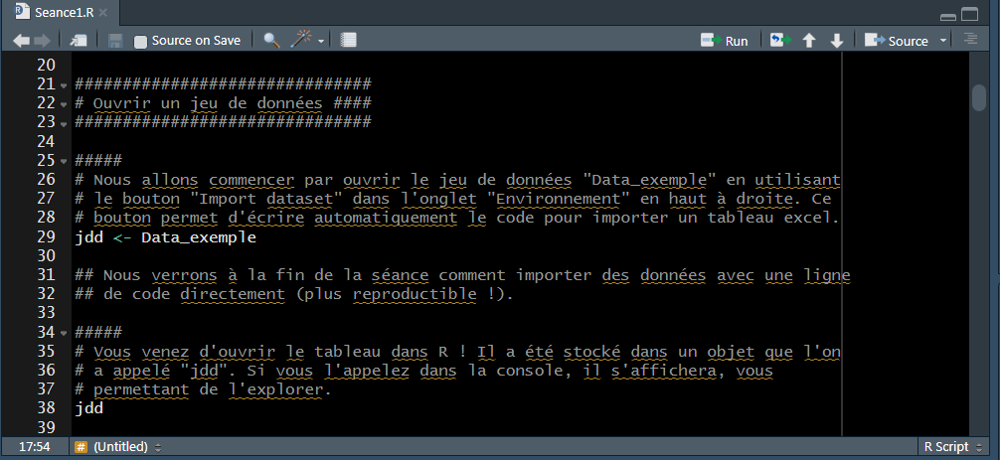 Seance1.R
Source on Save
Run
Source
20
21 ###############################
22 # Ouvrir un jeu de données ####
23 ###############################
24
25 #####
26 # Nous allons commencer par ouvrir le jeu de données "Data_exemple" en utilisant
27 # le bouton "Import dataset" dans l'onglet "Environnement" en haut à droite. Ce
28 # bouton permet d'écrire automatiquement le code pour importer un tableau excel.
29 jdd <- Data_exemple
30
31 ## Nous verrons à la fin de la séance comment importer des données avec une ligne
32 ## de code directement (plus reproductible !).
33
34 #####
35 # Vous venez d'ouvrir le tableau dans R ! Il a été stocké dans un objet que l'on
36 # a appelé "jdd". Si vous l'appelez dans la console, il s'affichera, vous
37 # permettant de l'explorer.
38 jdd
39
17:54 # (Untitled) R Script